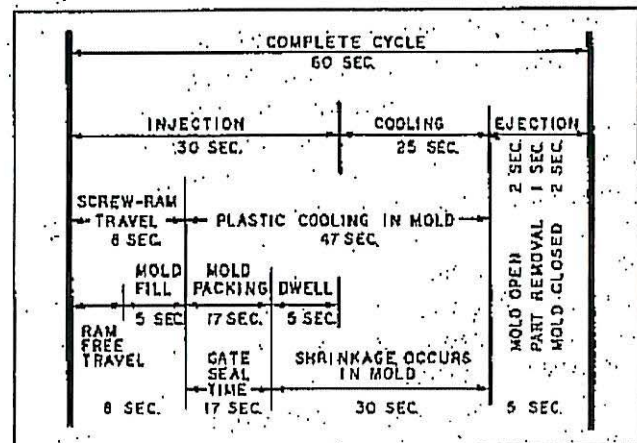 COMPLETE CYCLE
60 SEC.
INJECTION
30 SEC.
COOLING
25 SEC.
EJECTION
2 SEC.
1 SEC.
2 SEC.
SCREW-RAM
TRAVEL
8 SEC.
PLASTIC COOLING IN MOLD
47 SEC.
MOLD
FILL
5 SEC.
MOLD
PACKING
17 SEC.
DWELL
5 SEC.
RAM
FREE
TRAVEL
MOLD OPEN
PART REMOVAL
MOLD CLOSED
GATE
SEAL
TIME
17 SEC.
SHRINKAGE OCCURS
IN MOLD
30 SEC.
8 SEC.
5 SEC.